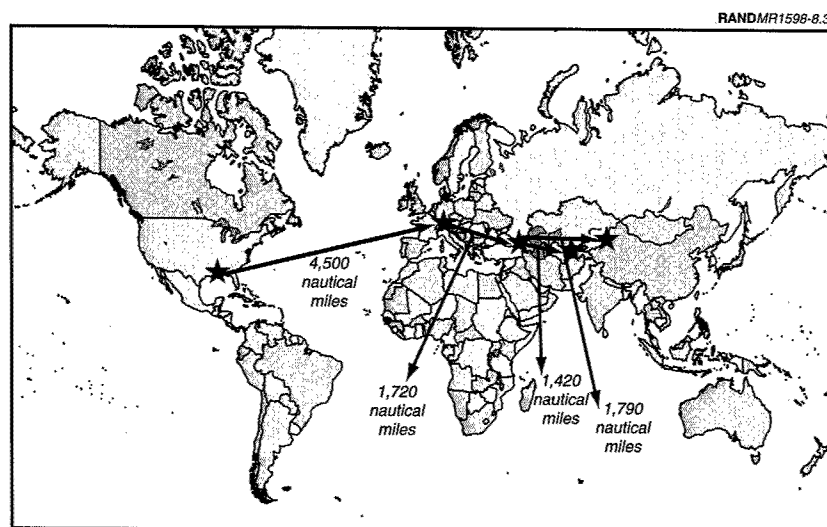 RANDMR1598-8.3
4,500
nautical
miles
1,720
nautical
miles
1,420
nautical
miles
1,790
nautical
miles